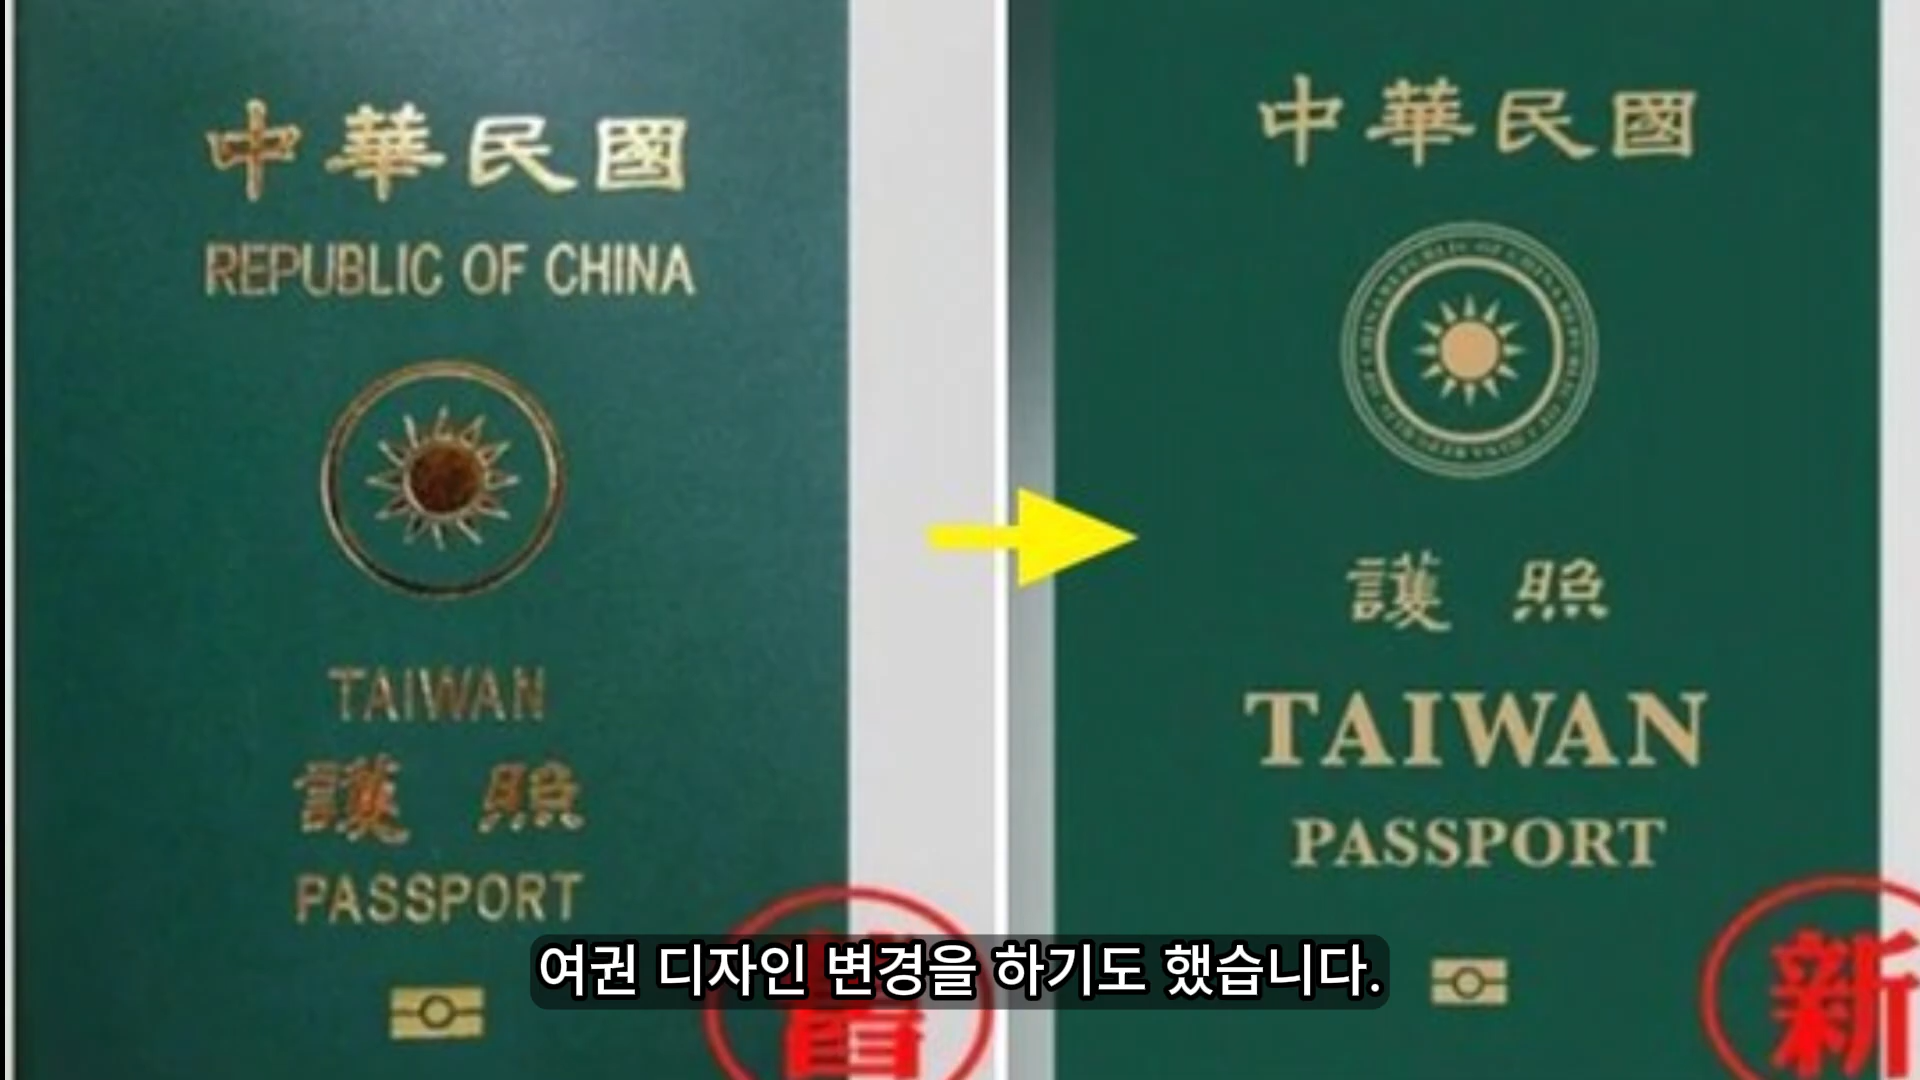 中華民國
REPUBLIC OF CHINA
TAIWAN
護照
PASSPORT
舊
中華民國
護照
TAIWAN
PASSPORT
新
여권 디자인 변경을 하기도 했습니다.